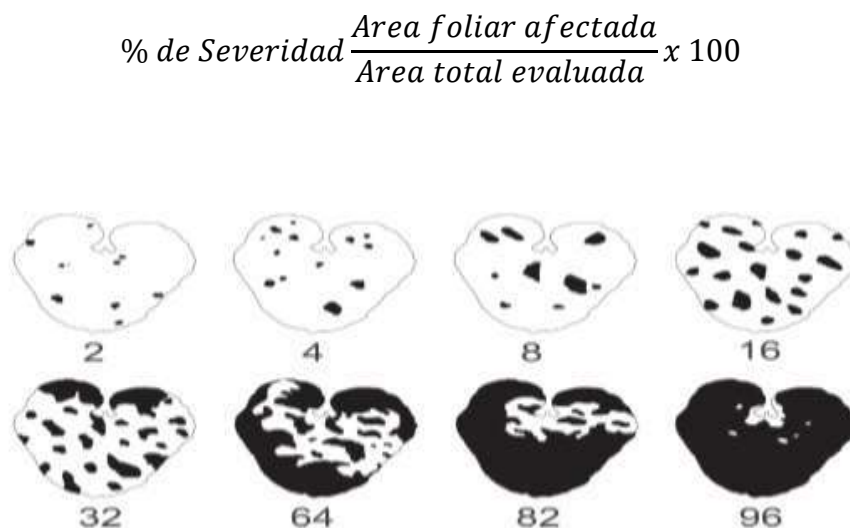 % de Severidad Area foliar afectada / Area total evaluada x 100
2 4 8 16
32 64 82 96